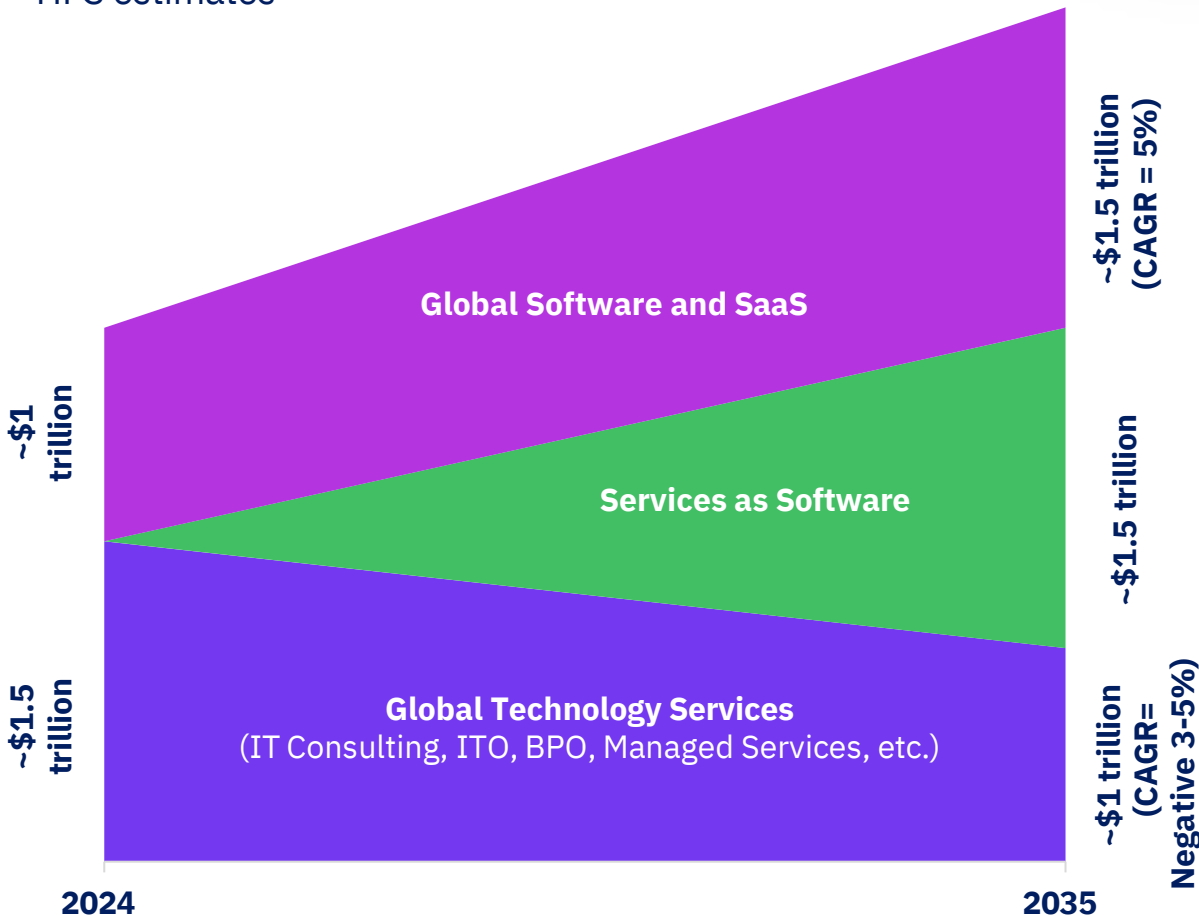 HFS estimates
~$1.5 trillion
(CAGR = 5%)
Global Software and SaaS
~$1
trillion
Services as Software
~$1.5 trillion
~$1.5
trillion
Global Technology Services
(IT Consulting, ITO, BPO, Managed Services, etc.)
~$1 trillion
(CAGR=
Negative 3-5%)
2024
2035